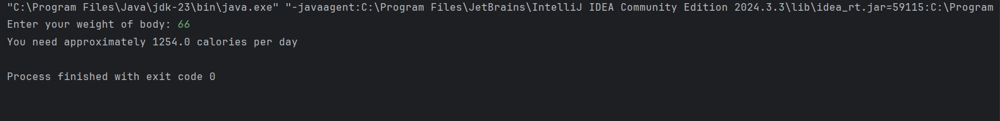 "C:\Program Files\Java\jdk-23\bin\java.exe" "-javaagent:C:\Program Files\JetBrains\IntelliJ IDEA Community Edition 2024.3.3\lib\idea_rt.jar=59115:C:\Program
Enter your weight of body: 66
You need approximately 1254.0 calories per day
Process finished with exit code 0